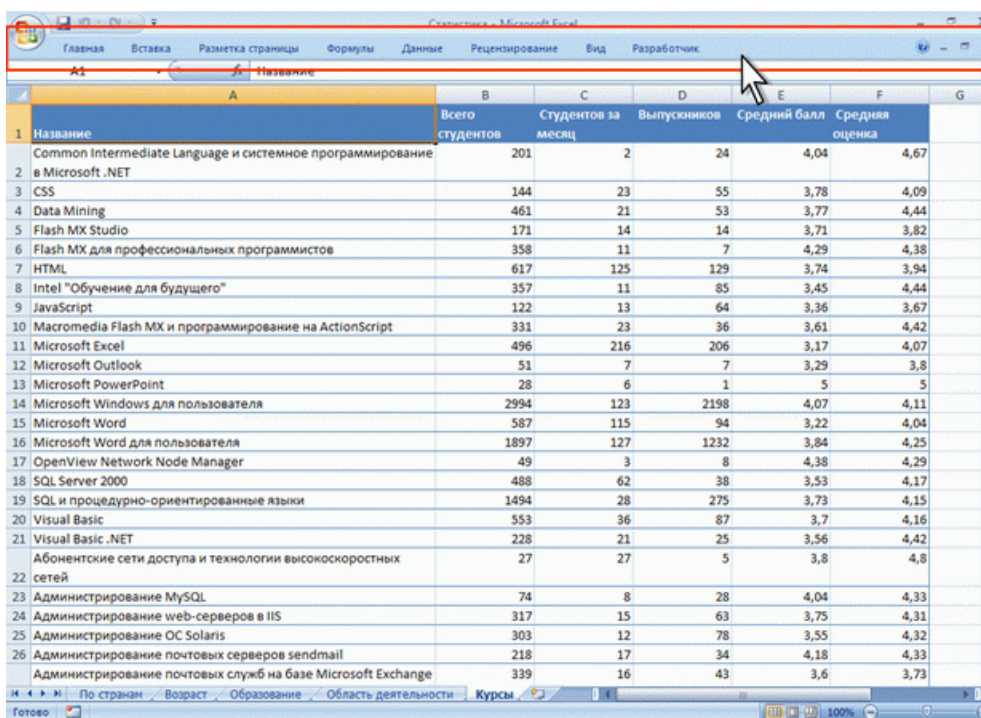 Статистика - Microsoft Excel
Главная Вставка Разметка страницы Формулы Данные Рецензирование Вид Разработчик
A1 fx Название
A B C D E F G
1 Название Всего студентов Студентов за месяц Выпускников Средний балл Средняя оценка
2 Common Intermediate Language и системное программирование в Microsoft .NET 201 2 24 4,04 4,67
3 CSS 144 23 55 3,78 4,09
4 Data Mining 461 21 53 3,77 4,44
5 Flash MX Studio 171 14 14 3,71 3,82
6 Flash MX для профессиональных программистов 358 11 7 4,29 4,38
7 HTML 617 125 129 3,74 3,94
8 Intel "Обучение для будущего" 357 11 85 3,45 4,44
9 JavaScript 122 13 64 3,36 3,67
10 Macromedia Flash MX и программирование на ActionScript 331 23 36 3,61 4,42
11 Microsoft Excel 496 216 206 3,17 4,07
12 Microsoft Outlook 51 7 7 3,29 3,8
13 Microsoft PowerPoint 28 6 1 5 5
14 Microsoft Windows для пользователя 2994 123 2198 4,07 4,11
15 Microsoft Word 587 115 94 3,22 4,04
16 Microsoft Word для пользователя 1897 127 1232 3,84 4,25
17 OpenView Network Node Manager 49 3 8 4,38 4,29
18 SQL Server 2000 488 62 38 3,53 4,17
19 SQL и процедурно-ориентированные языки 1494 28 275 3,73 4,15
20 Visual Basic 553 36 87 3,7 4,16
21 Visual Basic .NET 228 21 25 3,56 4,42
22 Абонентские сети доступа и технологии высокоскоростных сетей 27 27 5 3,8 4,8
23 Администрирование MySQL 74 8 28 4,04 4,33
24 Администрирование web-серверов в IIS 317 15 63 3,75 4,31
25 Администрирование ОС Solaris 303 12 78 3,55 4,32
26 Администрирование почтовых серверов sendmail 218 17 34 4,18 4,33
Администрирование почтовых служб на базе Microsoft Exchange 339 16 43 3,6 3,73
По странам Возраст Образование Область деятельности Курсы
Готово 100%